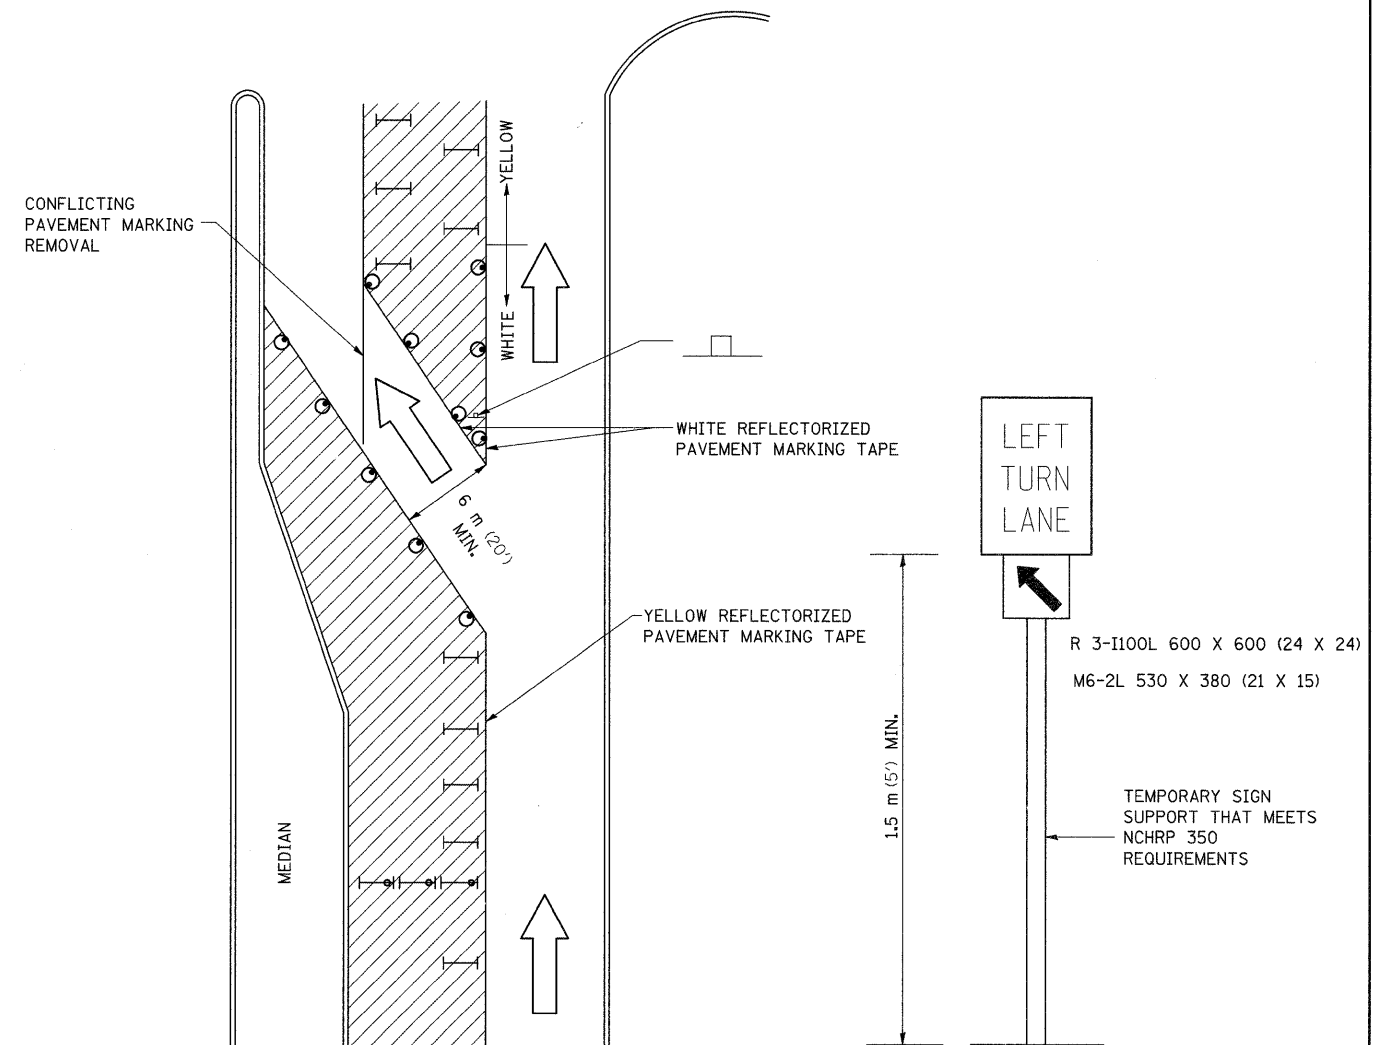 CONFLICTING
PAVEMENT MARKING
REMOVAL
YELLOW
WHITE
WHITE REFLECTORIZED
PAVEMENT MARKING TAPE
6 m (20')
MIN.
YELLOW REFLECTORIZED
PAVEMENT MARKING TAPE
MEDIAN
LEFT
TURN
LANE
R 3-I100L 600 X 600 (24 X 24)
M6-2L 530 X 380 (21 X 15)
1.5 m (5') MIN.
TEMPORARY SIGN
SUPPORT THAT MEETS
NCHRP 350
REQUIREMENTS